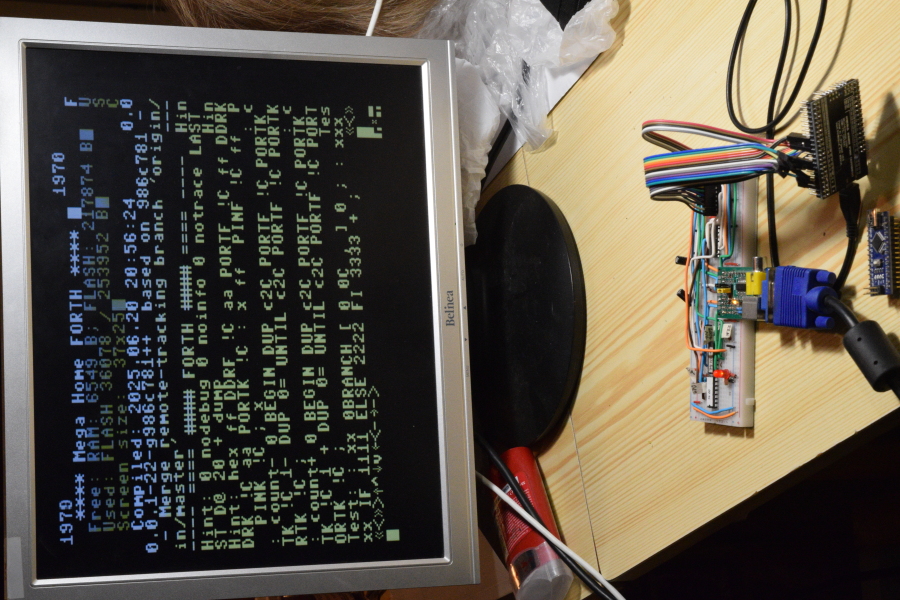 1979 1970
**** Mega Home FORTH **** F
Free: RAM: 6549 B; FLASH: 217874 B U
Used: FLASH 36078 / 253952 B S
Screen size: 37x25 C
Compiled: 2025.06.20 20:56:24 0.0
0.0.1-22-g986c78i++ based on 986c78i -
- Merge remote-tracking branch 'origin/
in/master'
---- ==== ##### FORTH ##### ==== ---- Hin
Hint: 0 nodebug 0 noinfo 0 notrace LAST
ST D@ 20 + dump Hin
Hint: hex ff DDRF !C aa PORTF !C ff DDRK
DRK !C aa PORTK !C : x ff PINF !C ff P
PINK !C ; x : c
: count- 0 BEGIN DUP c2C PORTF !C PORTK
TK !C 1- DUP 0= UNTIL c2C PORTF !C PORTK
RTK !C ; : c
: count+ 0 BEGIN DUP c2C PORTF !C PORTK
TK !C 1 + DUP 0= UNTIL c2C PORTF !C PORT
ORTK !C ; Tes
Test: : xx 0BRANCH [ 0 0C , ] 0 ; : xxx
xx IF 1111 ELSE 2222 FI 3333 + ; «<>
«<>»↑^↓v←<-→->
Belinea